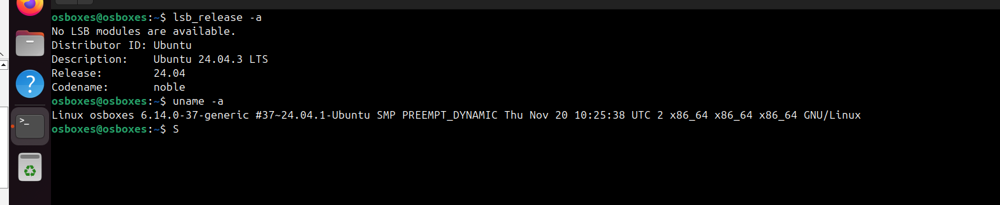 osboxes@osboxes:~$ lsb_release -a
No LSB modules are available.
Distributor ID: Ubuntu
Description:    Ubuntu 24.04.3 LTS
Release:        24.04
Codename:       noble
osboxes@osboxes:~$ uname -a
Linux osboxes 6.14.0-37-generic #37~24.04.1-Ubuntu SMP PREEMPT_DYNAMIC Thu Nov 20 10:25:38 UTC 2 x86_64 x86_64 x86_64 GNU/Linux
osboxes@osboxes:~$ S